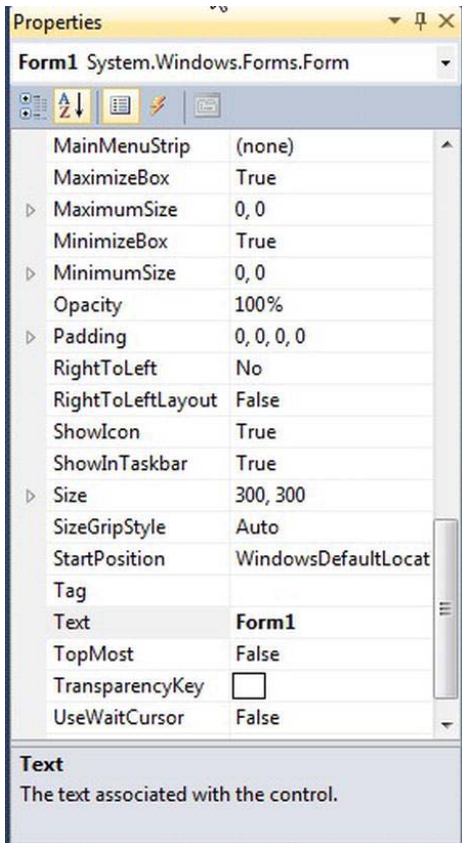 Properties
Form1 System.Windows.Forms.Form
MainMenuStrip (none)
MaximizeBox True
MaximumSize 0, 0
MinimizeBox True
MinimumSize 0, 0
Opacity 100%
Padding 0, 0, 0, 0
RightToLeft No
RightToLeftLayout False
ShowIcon True
ShowInTaskbar True
Size 300, 300
SizeGripStyle Auto
StartPosition WindowsDefaultLocat
Tag
Text Form1
TopMost False
TransparencyKey
UseWaitCursor False
Text
The text associated with the control.